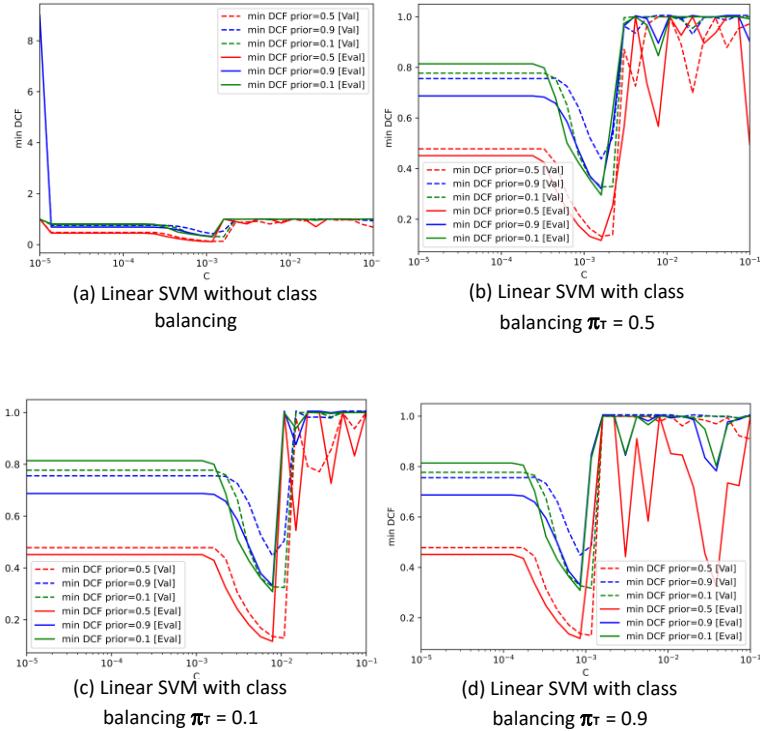 min DCF prior=0.5 [Val]
min DCF prior=0.9 [Val]
min DCF prior=0.1 [Val]
min DCF prior=0.5 [Eval]
min DCF prior=0.9 [Eval]
min DCF prior=0.1 [Eval]
min DCF
8
6
4
2
0
10⁻⁵ 10⁻⁴ 10⁻³ 10⁻² 10⁻¹
C
(a) Linear SVM without class
balancing
1.0
0.8
0.6
0.4
0.2
min DCF
min DCF prior=0.5 [Val]
min DCF prior=0.9 [Val]
min DCF prior=0.1 [Val]
min DCF prior=0.5 [Eval]
min DCF prior=0.9 [Eval]
min DCF prior=0.1 [Eval]
10⁻⁵ 10⁻⁴ 10⁻³ 10⁻² 10⁻¹
C
(b) Linear SVM with class
balancing πT = 0.5
1.0
0.8
0.6
0.4
0.2
min DCF prior=0.5 [Val]
min DCF prior=0.9 [Val]
min DCF prior=0.1 [Val]
min DCF prior=0.5 [Eval]
min DCF prior=0.9 [Eval]
min DCF prior=0.1 [Eval]
10⁻⁵ 10⁻⁴ 10⁻³ 10⁻² 10⁻¹
(c) Linear SVM with class
balancing πT = 0.1
1.0
0.8
0.6
0.4
0.2
min DCF
min DCF prior=0.5 [Val]
min DCF prior=0.9 [Val]
min DCF prior=0.1 [Val]
min DCF prior=0.5 [Eval]
min DCF prior=0.9 [Eval]
min DCF prior=0.1 [Eval]
10⁻⁵ 10⁻⁴ 10⁻³ 10⁻² 10⁻¹
C
(d) Linear SVM with class
balancing πT = 0.9